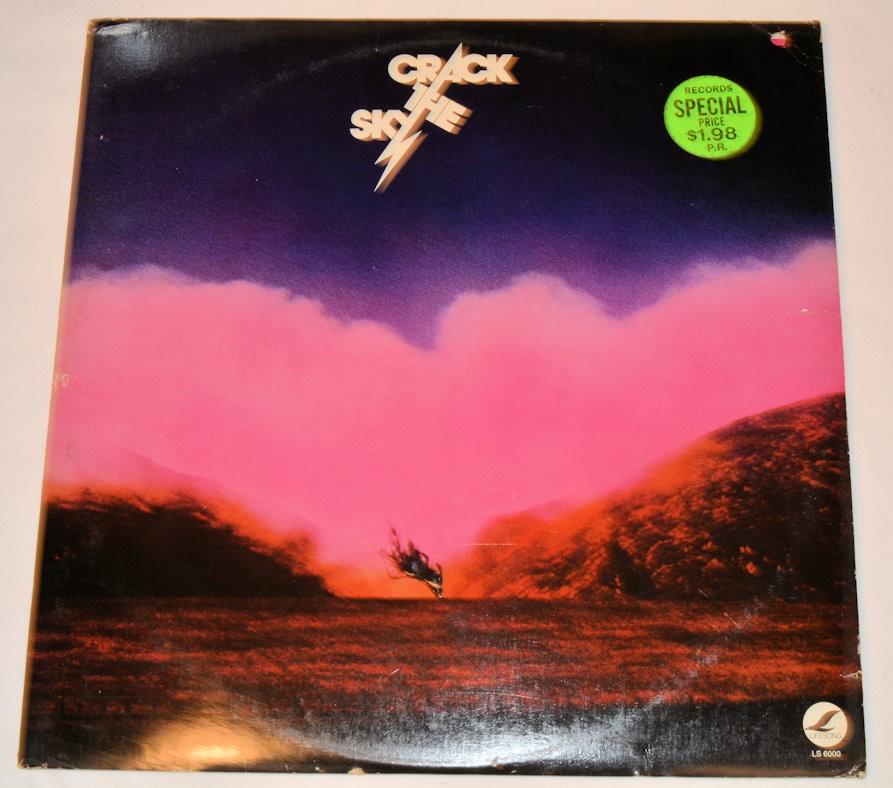 CRACK
THE
SKY
RECORDS
SPECIAL
PRICE
$1.98
P.R.
LIFESONG
LS 6000